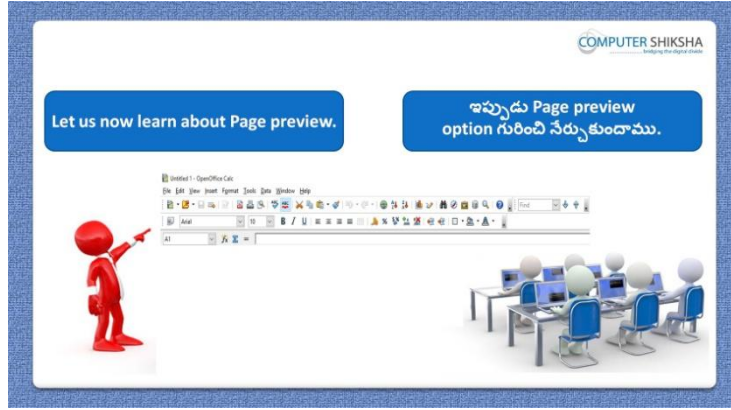 COMPUTER SHIKSHA
bridging the digital divide
Let us now learn about Page preview.
ఇప్పుడు Page preview
option గురించి నేర్చుకుందాము.
Untitled 1 - OpenOffice Calc
File Edit View Insert Format Tools Data Window Help
Find
Arial 10 B I U
A1